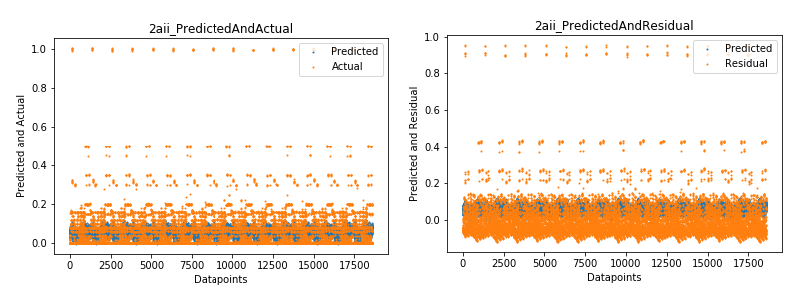 2aii_PredictedAndActual
Predicted and Actual
1.0
0.8
0.6
0.4
0.2
0.0
Predicted
Actual
0
2500
5000
7500
10000
12500
15000
17500
Datapoints
2aii_PredictedAndResidual
Predicted and Residual
1.0
0.8
0.6
0.4
0.2
0.0
Predicted
Residual
0
2500
5000
7500
10000
12500
15000
17500
Datapoints